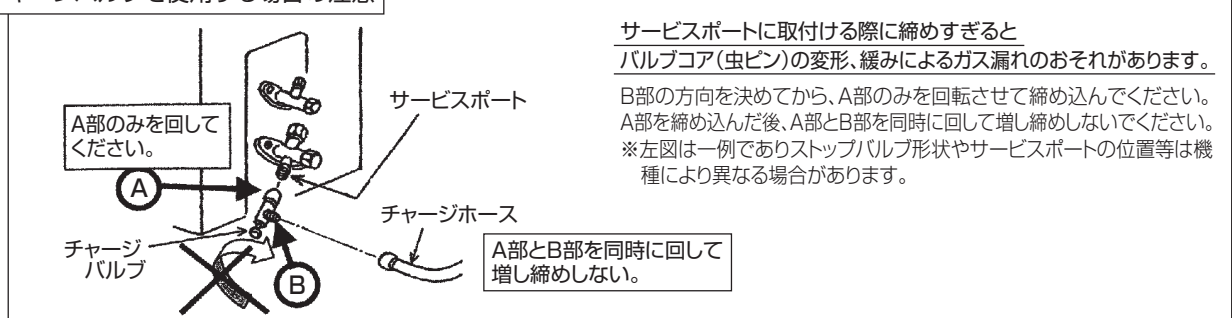 サービスポートに取付ける際に締めすぎると
バルブコア（虫ピン）の変形、緩みによるガス漏れのおそれがあります。
B部の方向を決めてから、A部のみを回転させて締め込んでください。
A部を締め込んだ後、A部とB部を同時に回して増し締めしないでください。
※左図は一例でありストップバルブ形状やサービスポートの位置等は機
種により異なる場合があります。
サービスポート
A部のみを回して
ください。
A
チャージホース
チャージ
バルブ
B
A部とB部を同時に回して
増し締めしない。